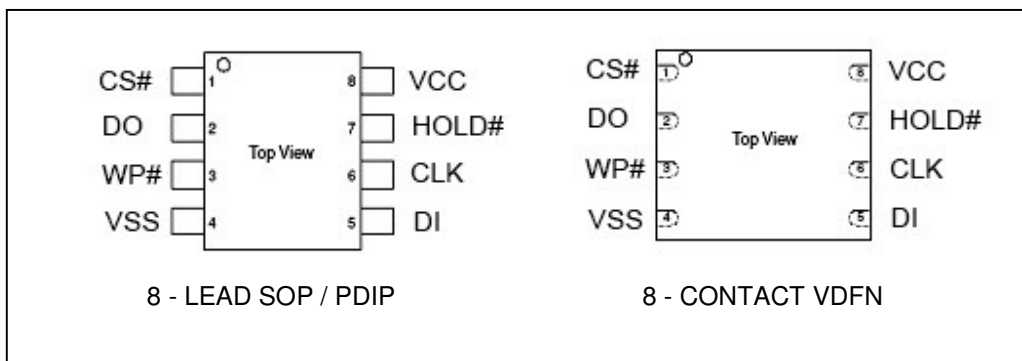 CS# 1 8 VCC
DO 2 7 HOLD#
Top View
WP# 3 6 CLK
VSS 4 5 DI
8 - LEAD SOP / PDIP
CS# 1 8 VCC
DO 2 7 HOLD#
Top View
WP# 3 6 CLK
VSS 4 5 DI
8 - CONTACT VDFN